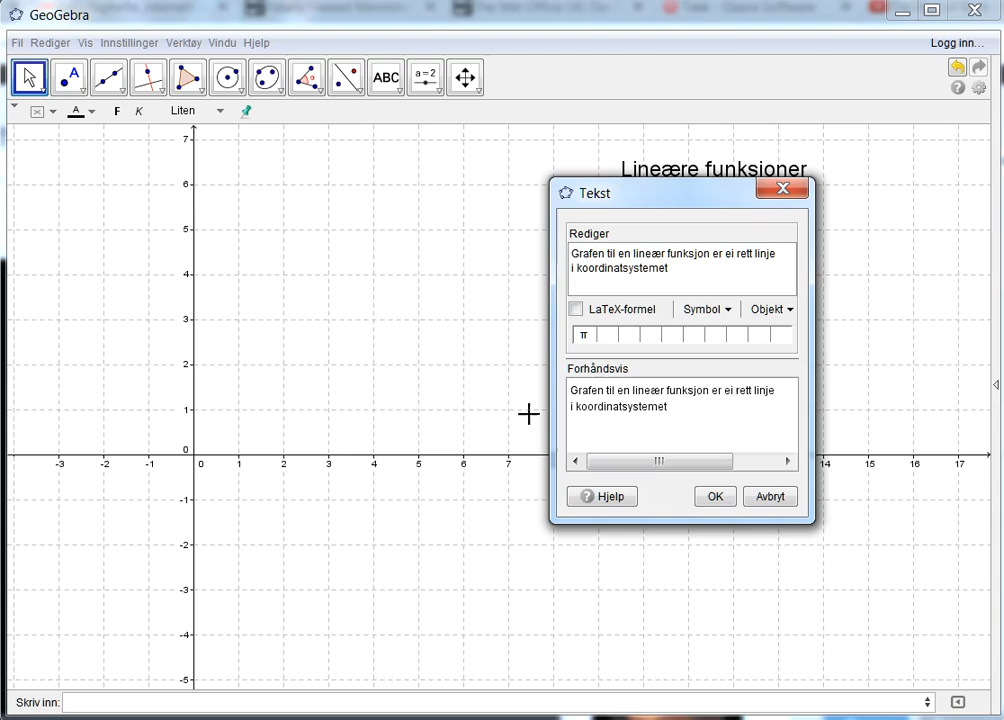 GeoGebra
Fil Rediger Vis Innstillinger Verktøy Vindu Hjelp
Logg inn...
A
α
ABC
a=2
A F K Liten
Lineære funksjoner
Tekst
Rediger
Grafen til en lineær funksjon er ei rett linje
i koordinatsystemet
LaTeX-formel Symbol Objekt
π
Forhåndsvis
Grafen til en lineær funksjon er ei rett linje
i koordinatsystemet
Hjelp OK Avbryt
7
6
5
4
3
2
1
0
-3 -2 -1 0 1 2 3 4 5 6 7 14 15 16 17
-1
-2
-3
-4
-5
Skriv inn: